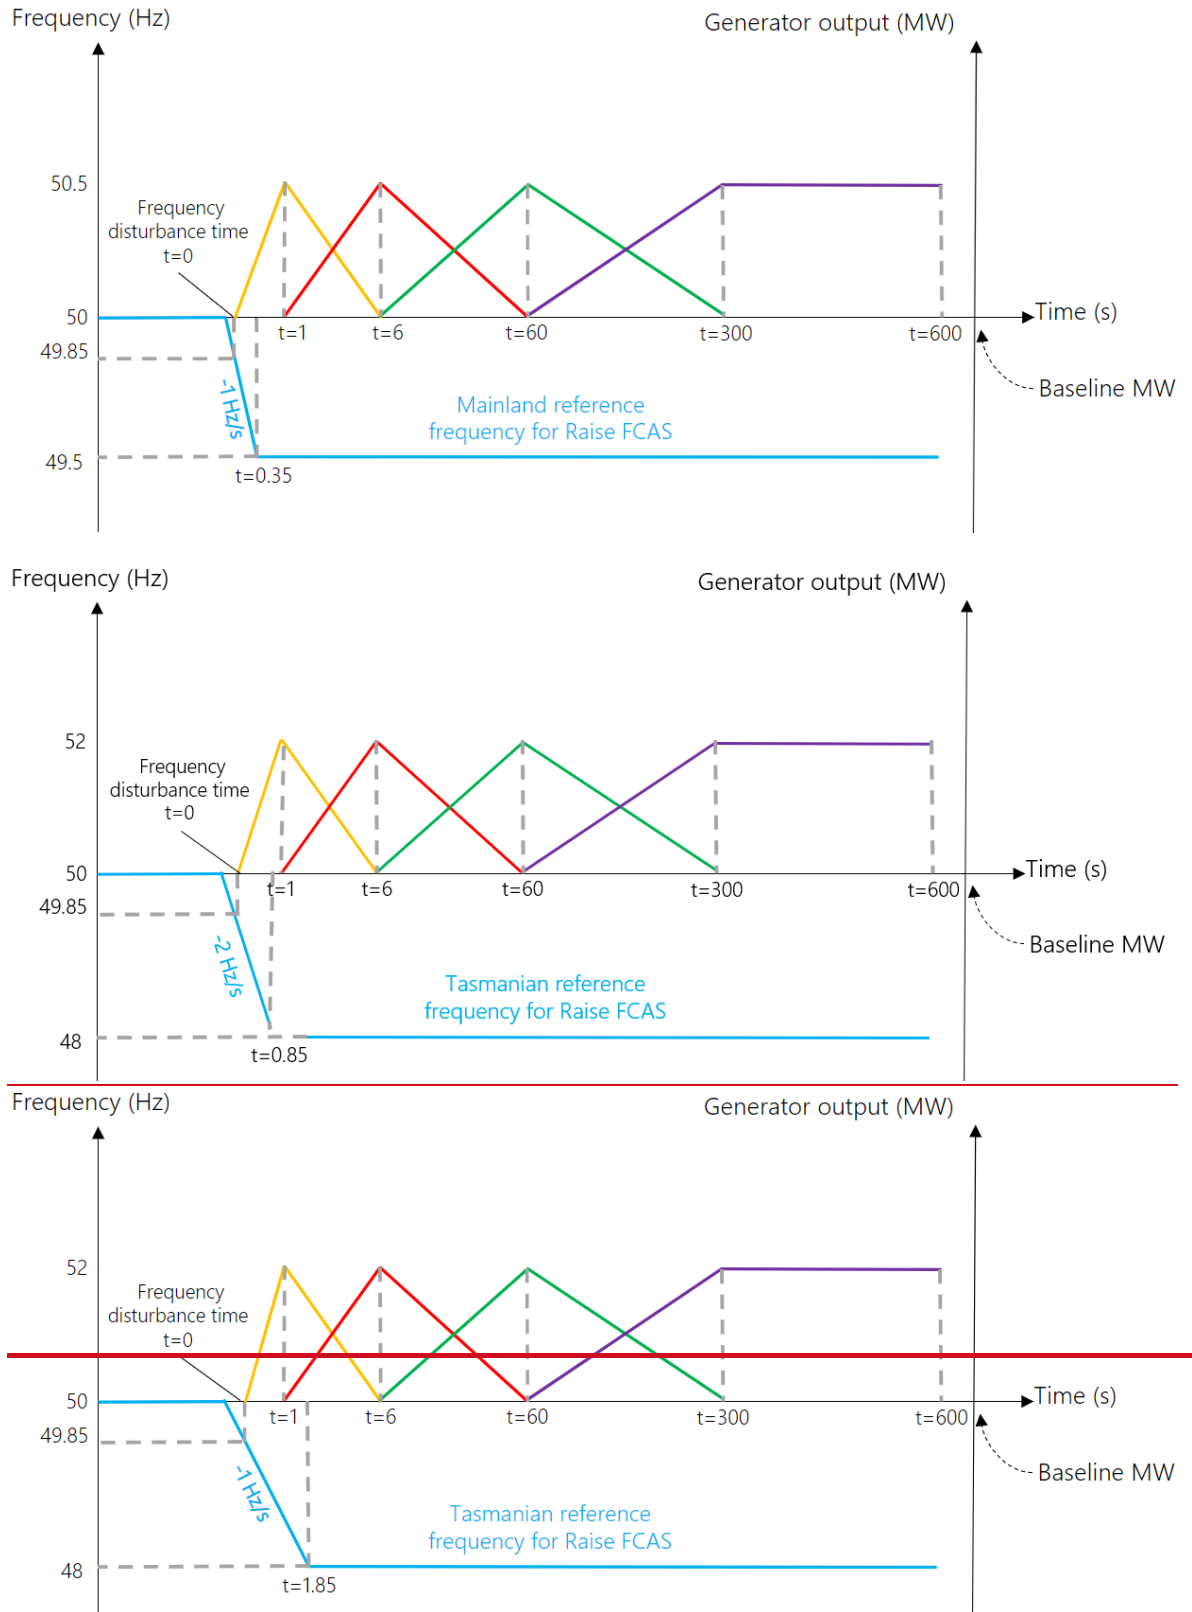 Frequency (Hz)
Generator output (MW)
50.5
Frequency
disturbance time
t=0
50
Time (s)
t=1
t=6
t=60
t=300
t=600
49.85
-1 Hz/s
Baseline MW
Mainland reference
frequency for Raise FCAS
49.5
t=0.35
Frequency (Hz)
Generator output (MW)
52
Frequency
disturbance time
t=0
50
Time (s)
t=1
t=6
t=60
t=300
t=600
49.85
-2 Hz/s
Baseline MW
Tasmanian reference
frequency for Raise FCAS
48
t=0.85
Frequency (Hz)
Generator output (MW)
52
Frequency
disturbance time
t=0
50
Time (s)
t=1
t=6
t=60
t=300
t=600
49.85
-1 Hz/s
Baseline MW
Tasmanian reference
frequency for Raise FCAS
48
t=1.85